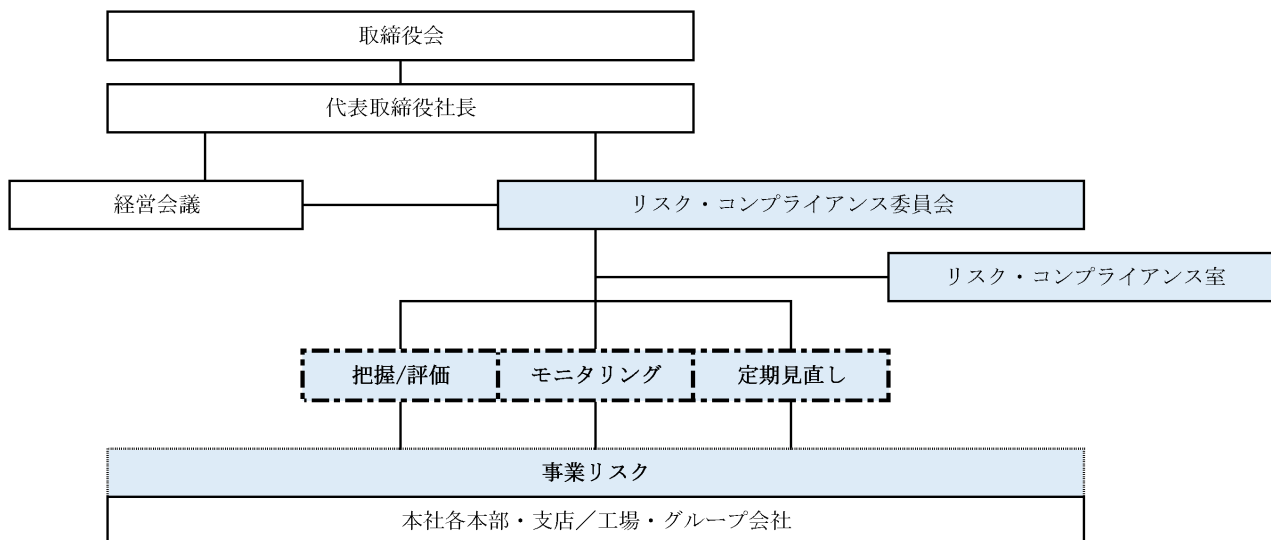 取締役会
代表取締役社長
経営会議
リスク・コンプライアンス委員会
リスク・コンプライアンス室
把握/評価
モニタリング
定期見直し
事業リスク
本社各本部・支店／工場・グループ会社